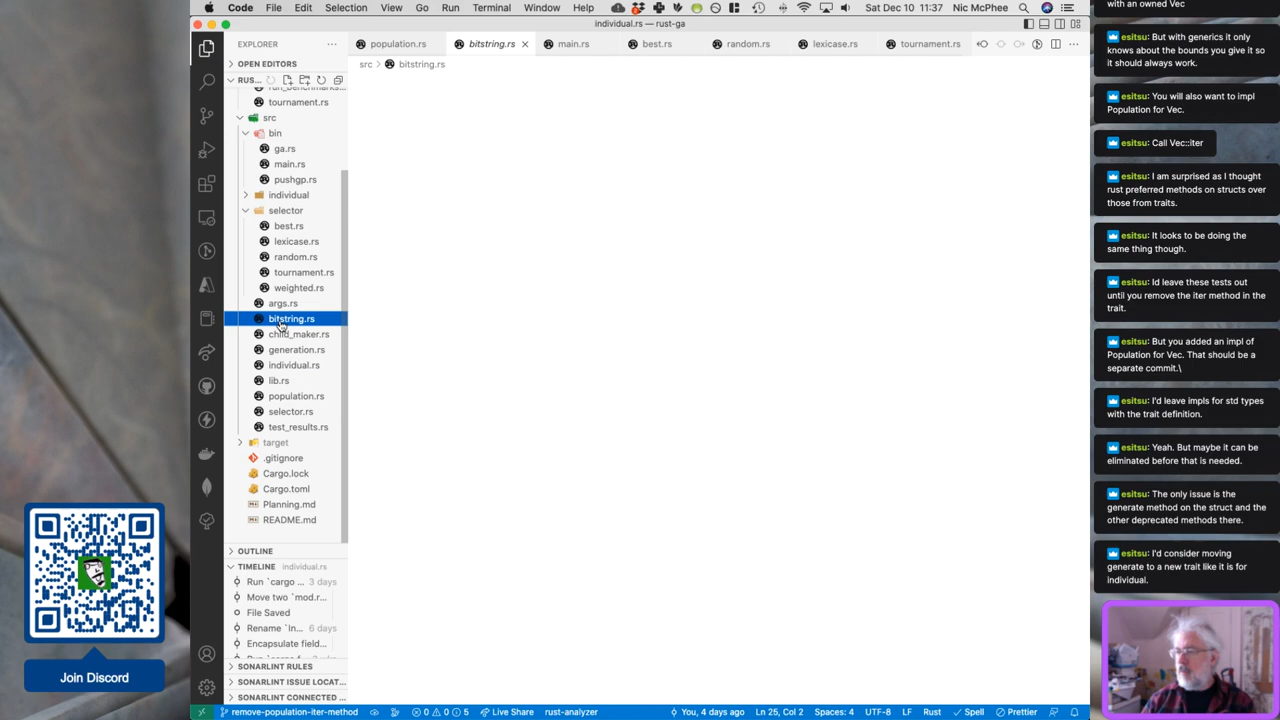 Code File Edit Selection View Go Run Terminal Window Help Sat Dec 10 11:37 Nic McPhee
individual.rs — rust-ga
EXPLORER
population.rs bitstring.rs main.rs best.rs random.rs lexicase.rs tournament.rs
OPEN EDITORS
src > bitstring.rs
RUS...
run_benchmarks...
tournament.rs
src
bin
ga.rs
main.rs
pushgp.rs
individual
selector
best.rs
lexicase.rs
random.rs
tournament.rs
weighted.rs
args.rs
bitstring.rs
child_maker.rs
generation.rs
individual.rs
lib.rs
population.rs
selector.rs
test_results.rs
target
.gitignore
Cargo.lock
Cargo.toml
Planning.md
README.md
OUTLINE
TIMELINE individual.rs
Run `cargo ... 3 days
Move two `mod.r...
File Saved
Rename `In... 6 days
Encapsulate field...
SONARLINT RULES
SONARLINT ISSUE LOCAT...
SONARLINT CONNECTED ...
remove-population-iter-method 0 0 5 Live Share rust-analyzer You, 4 days ago Ln 25, Col 2 Spaces: 4 UTF-8 LF Rust Spell Prettier
Join Discord
with an owned Vec
esitsu: But with generics it only
knows about the bounds you give it so
it should always work.
esitsu: You will also want to impl
Population for Vec.
esitsu: Call Vec::iter
esitsu: I am surprised as I thought
rust preferred methods on structs over
those from traits.
esitsu: It looks to be doing the
same thing though.
esitsu: Id leave these tests out
until you remove the iter method in the
trait.
esitsu: But you added an impl of
Population for Vec. That should be a
separate commit.\
esitsu: I'd leave impls for std types
with the trait definition.
esitsu: Yeah. But maybe it can be
eliminated before that is needed.
esitsu: The only issue is the
generate method on the struct and the
other deprecated methods there.
esitsu: I'd consider moving
generate to a new trait like it is for
individual.